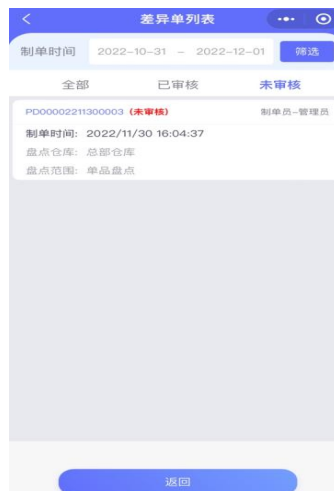 差异单列表
制单时间 2022-10-31 - 2022-12-01 筛选
全部 已审核 未审核
PD00002211300003 (未审核) 制单员-管理员
制单时间: 2022/11/30 16:04:37
盘点仓库: 总部仓库
盘点范围: 单品盘点
返回